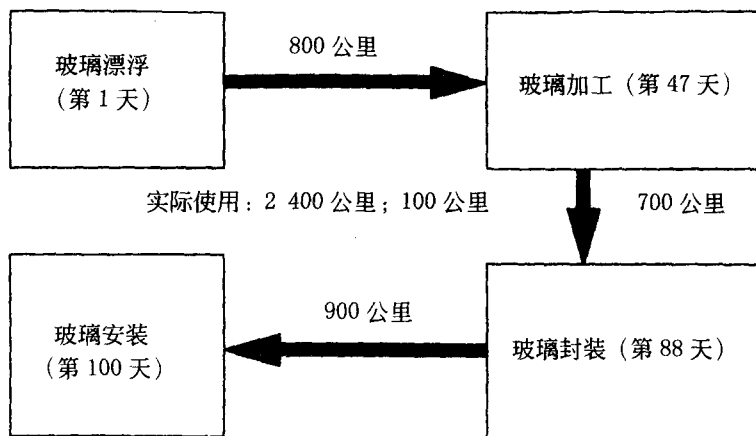 800 公里
玻璃漂浮
(第 1 天)
玻璃加工 (第 47 天)
实际使用: 2 400 公里; 100 公里
700 公里
900 公里
玻璃安装
(第 100 天)
玻璃封装 (第 88 天)